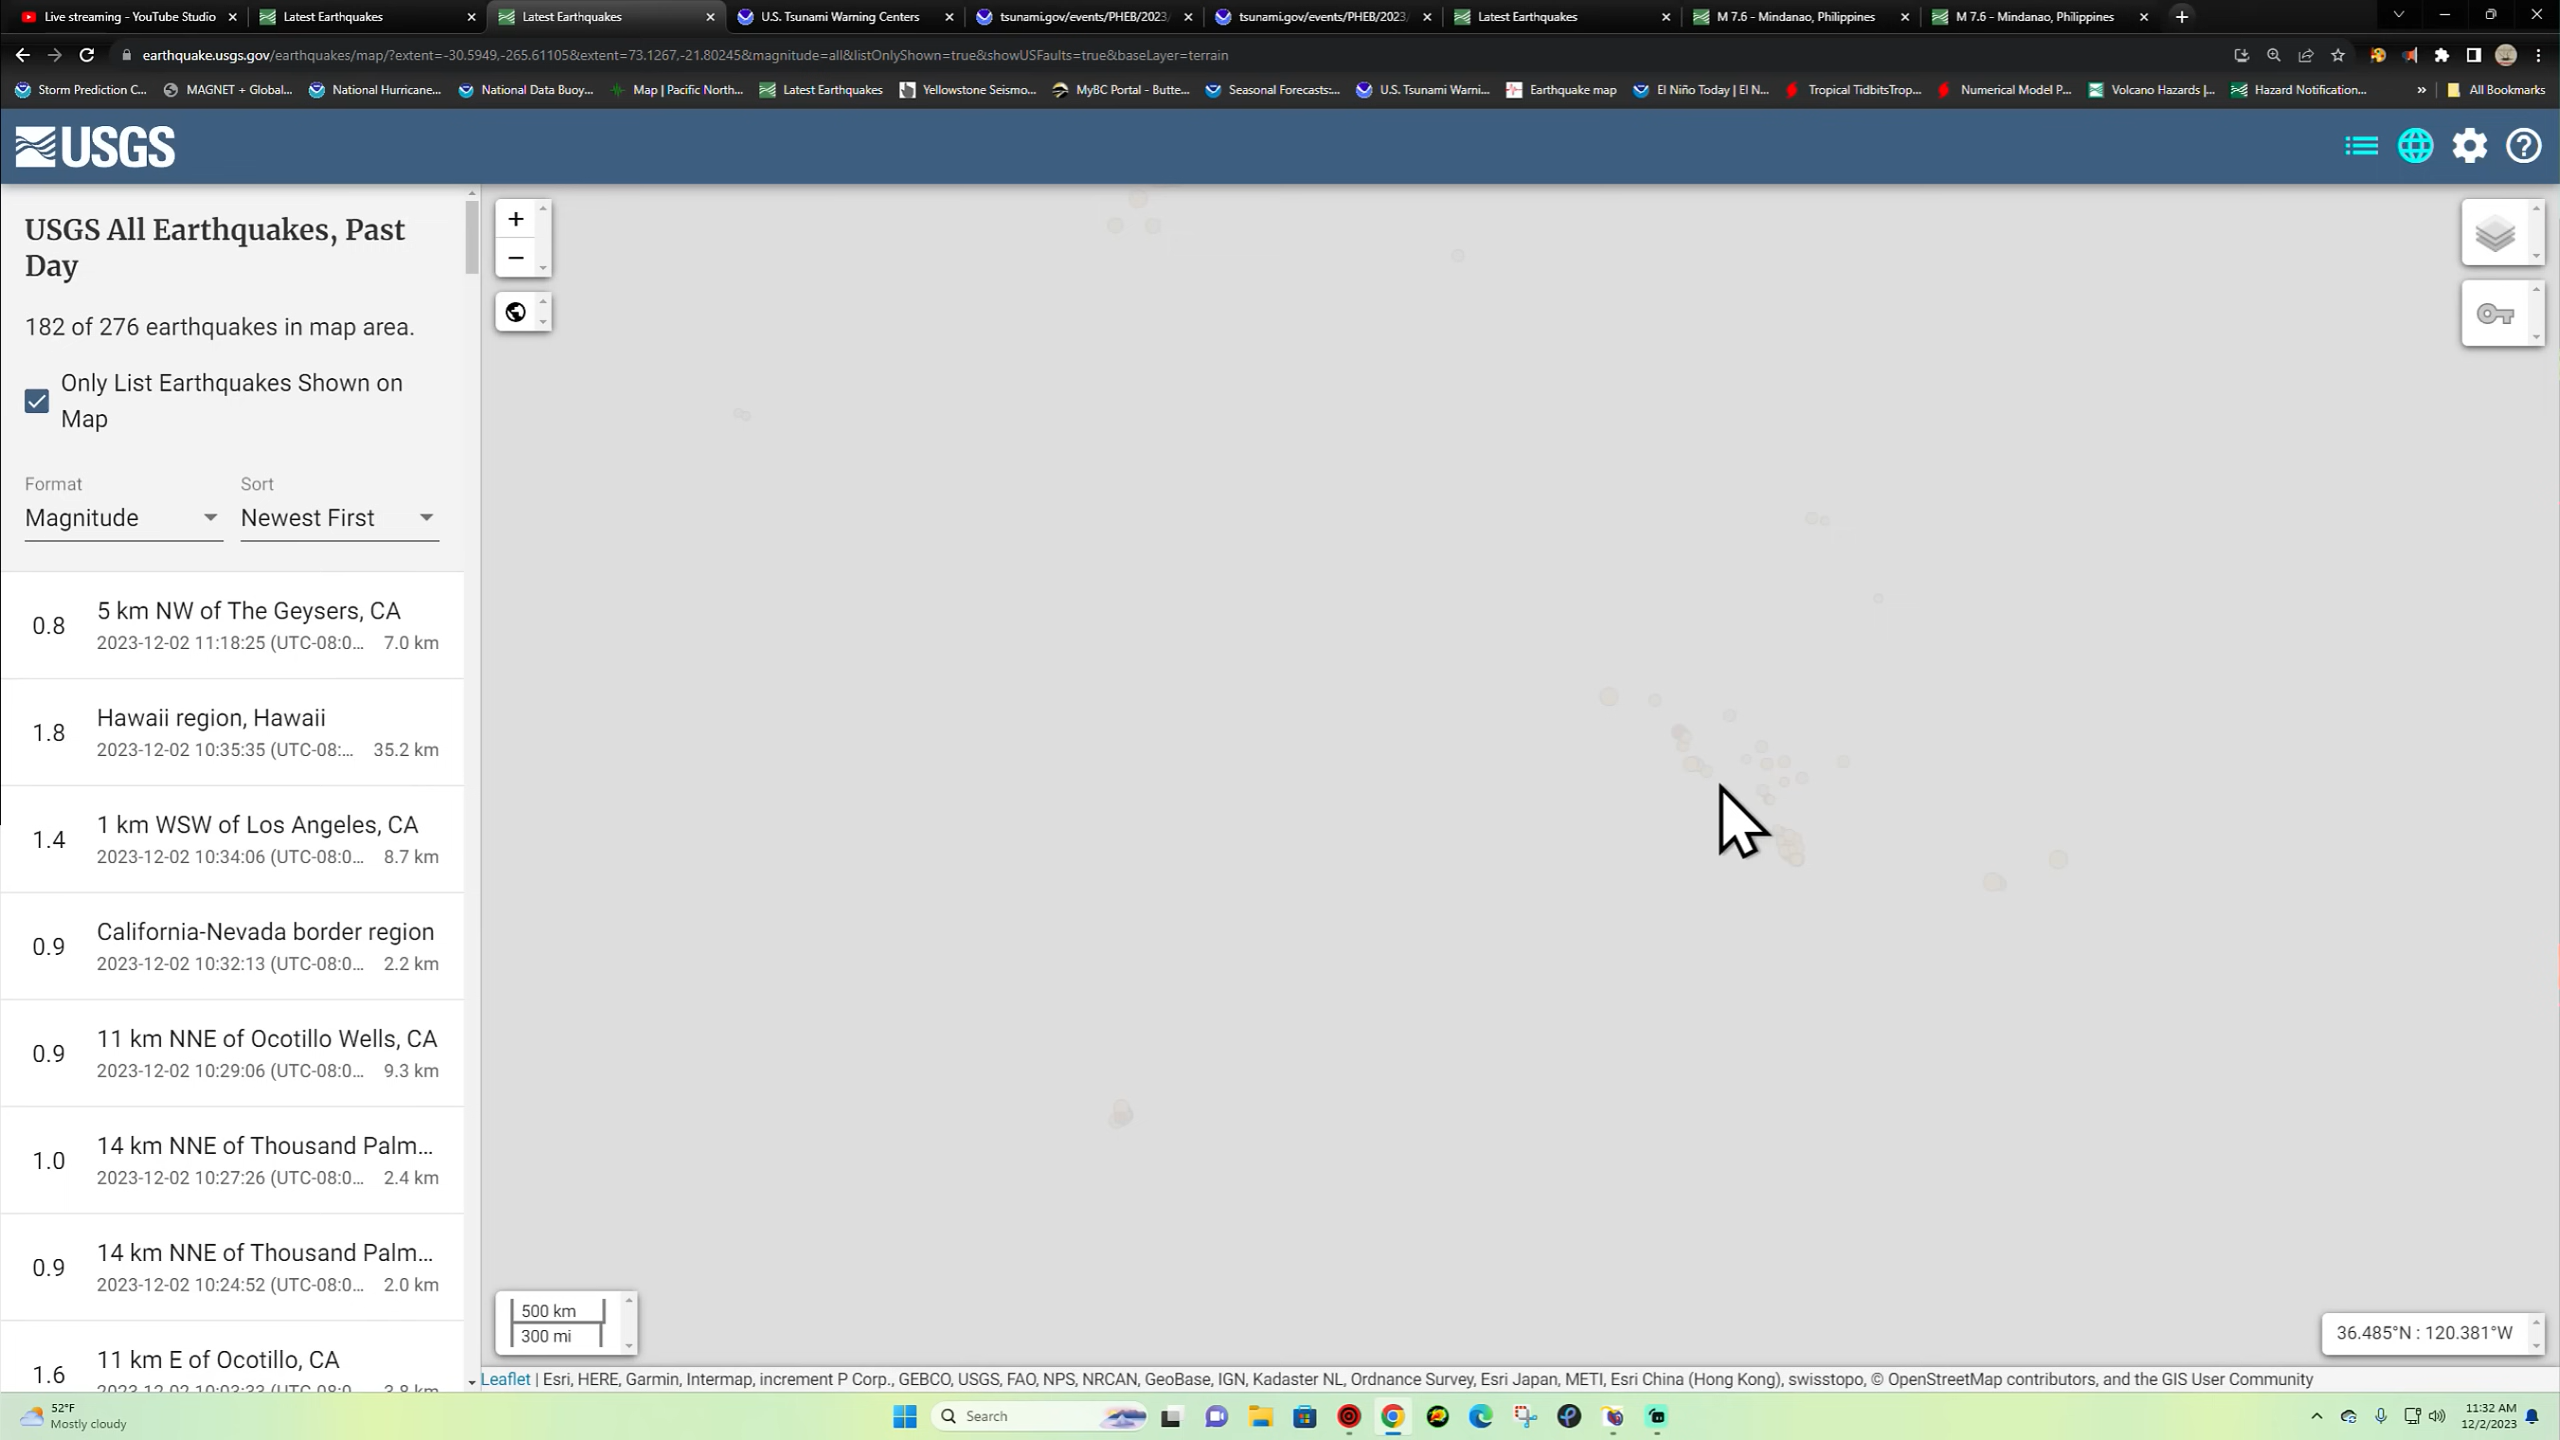 Live streaming - YouTube Studio
Latest Earthquakes
Latest Earthquakes
U.S. Tsunami Warning Centers
tsunami.gov/events/PHEB/2023/
tsunami.gov/events/PHEB/2023/
Latest Earthquakes
M 7.6 - Mindanao, Philippines
M 7.6 - Mindanao, Philippines
earthquake.usgs.gov/earthquakes/map/?extent=-30.5949,-265.61105&extent=73.1267,-21.80245&magnitude=all&listOnlyShown=true&showUSFaults=true&baseLayer=terrain
Storm Prediction C...
MAGNET + Global...
National Hurricane...
National Data Buoy...
Map | Pacific North...
Latest Earthquakes
Yellowstone Seismo...
MyBC Portal - Butte...
Seasonal Forecasts:...
U.S. Tsunami Warni...
Earthquake map
El Niño Today | El N...
Tropical TidbitsTrop...
Numerical Model P...
Volcano Hazards |...
Hazard Notification...
»
All Bookmarks
USGS
USGS All Earthquakes, Past
Day
182 of 276 earthquakes in map area.
Only List Earthquakes Shown on
Map
Format
Sort
Magnitude
Newest First
0.8
5 km NW of The Geysers, CA
2023-12-02 11:18:25 (UTC-08:0... 7.0 km
1.8
Hawaii region, Hawaii
2023-12-02 10:35:35 (UTC-08:... 35.2 km
1.4
1 km WSW of Los Angeles, CA
2023-12-02 10:34:06 (UTC-08:0... 8.7 km
0.9
California-Nevada border region
2023-12-02 10:32:13 (UTC-08:0... 2.2 km
0.9
11 km NNE of Ocotillo Wells, CA
2023-12-02 10:29:06 (UTC-08:0... 9.3 km
1.0
14 km NNE of Thousand Palm...
2023-12-02 10:27:26 (UTC-08:0... 2.4 km
0.9
14 km NNE of Thousand Palm...
2023-12-02 10:24:52 (UTC-08:0... 2.0 km
1.6
11 km E of Ocotillo, CA
2023-12-02 10:03:33 (UTC-08:0... 3.8 km
+
−
500 km
300 mi
36.485°N : 120.381°W
Leaflet | Esri, HERE, Garmin, Intermap, increment P Corp., GEBCO, USGS, FAO, NPS, NRCAN, GeoBase, IGN, Kadaster NL, Ordnance Survey, Esri Japan, METI, Esri China (Hong Kong), swisstopo, © OpenStreetMap contributors, and the GIS User Community
52°F
Mostly cloudy
Search
11:32 AM
12/2/2023